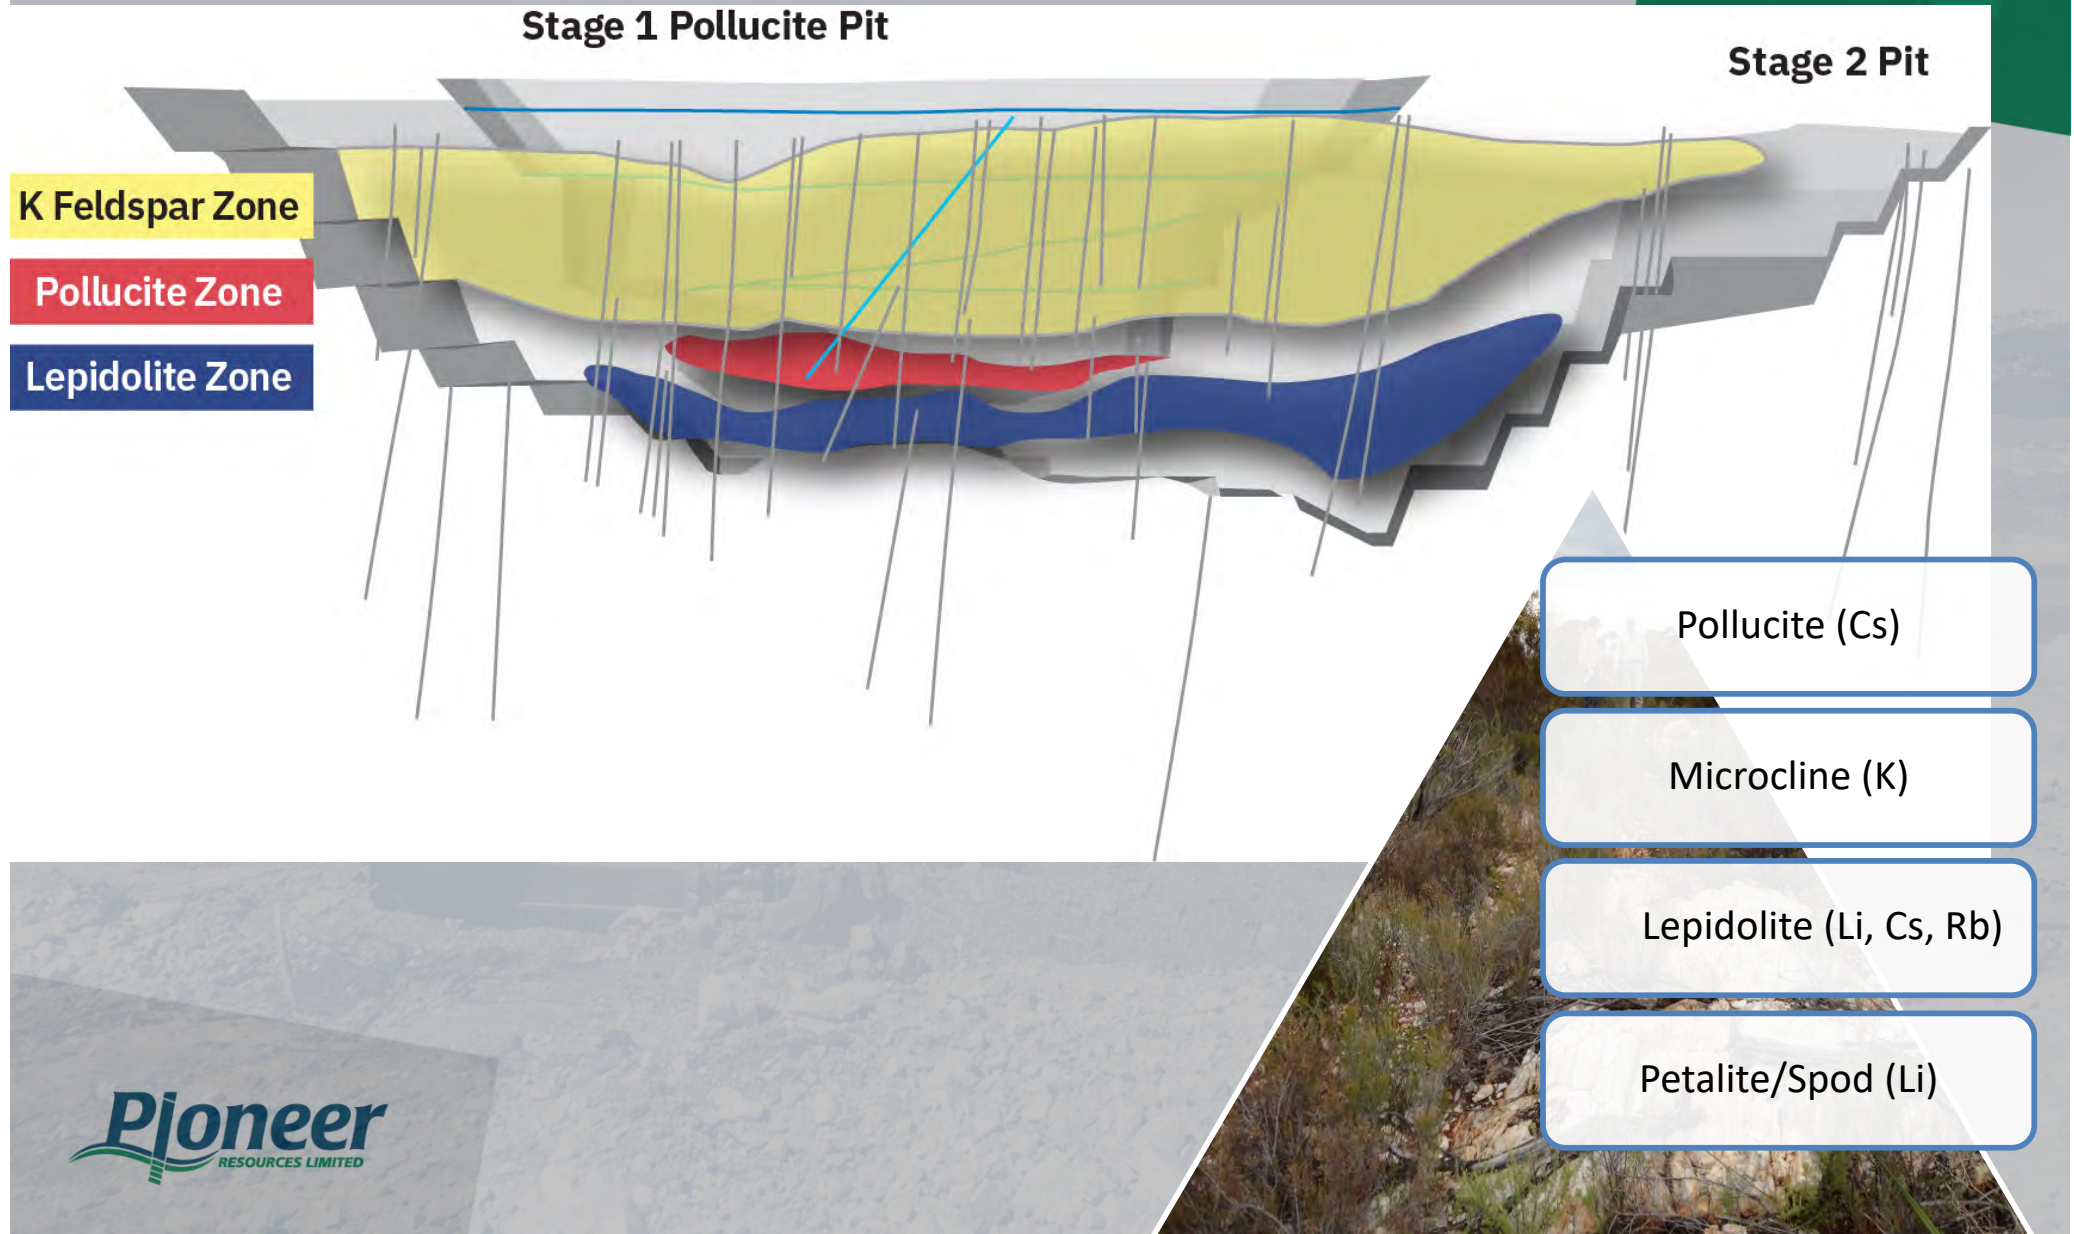 Stage 1 Pollucite Pit
Stage 2 Pit
K Feldspar Zone
Pollucite Zone
Lepidolite Zone
Pollucite (Cs)
Microcline (K)
Lepidolite (Li, Cs, Rb)
Petalite/Spod (Li)
Pioneer
RESOURCES LIMITED